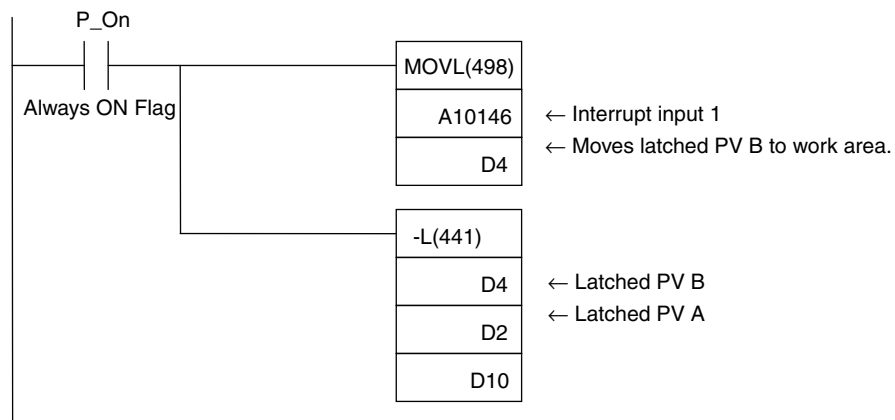 P_On
Always ON Flag
MOVL(498)
A10146
← Interrupt input 1
← Moves latched PV B to work area.
D4
-L(441)
D4
← Latched PV B
← Latched PV A
D2
D10